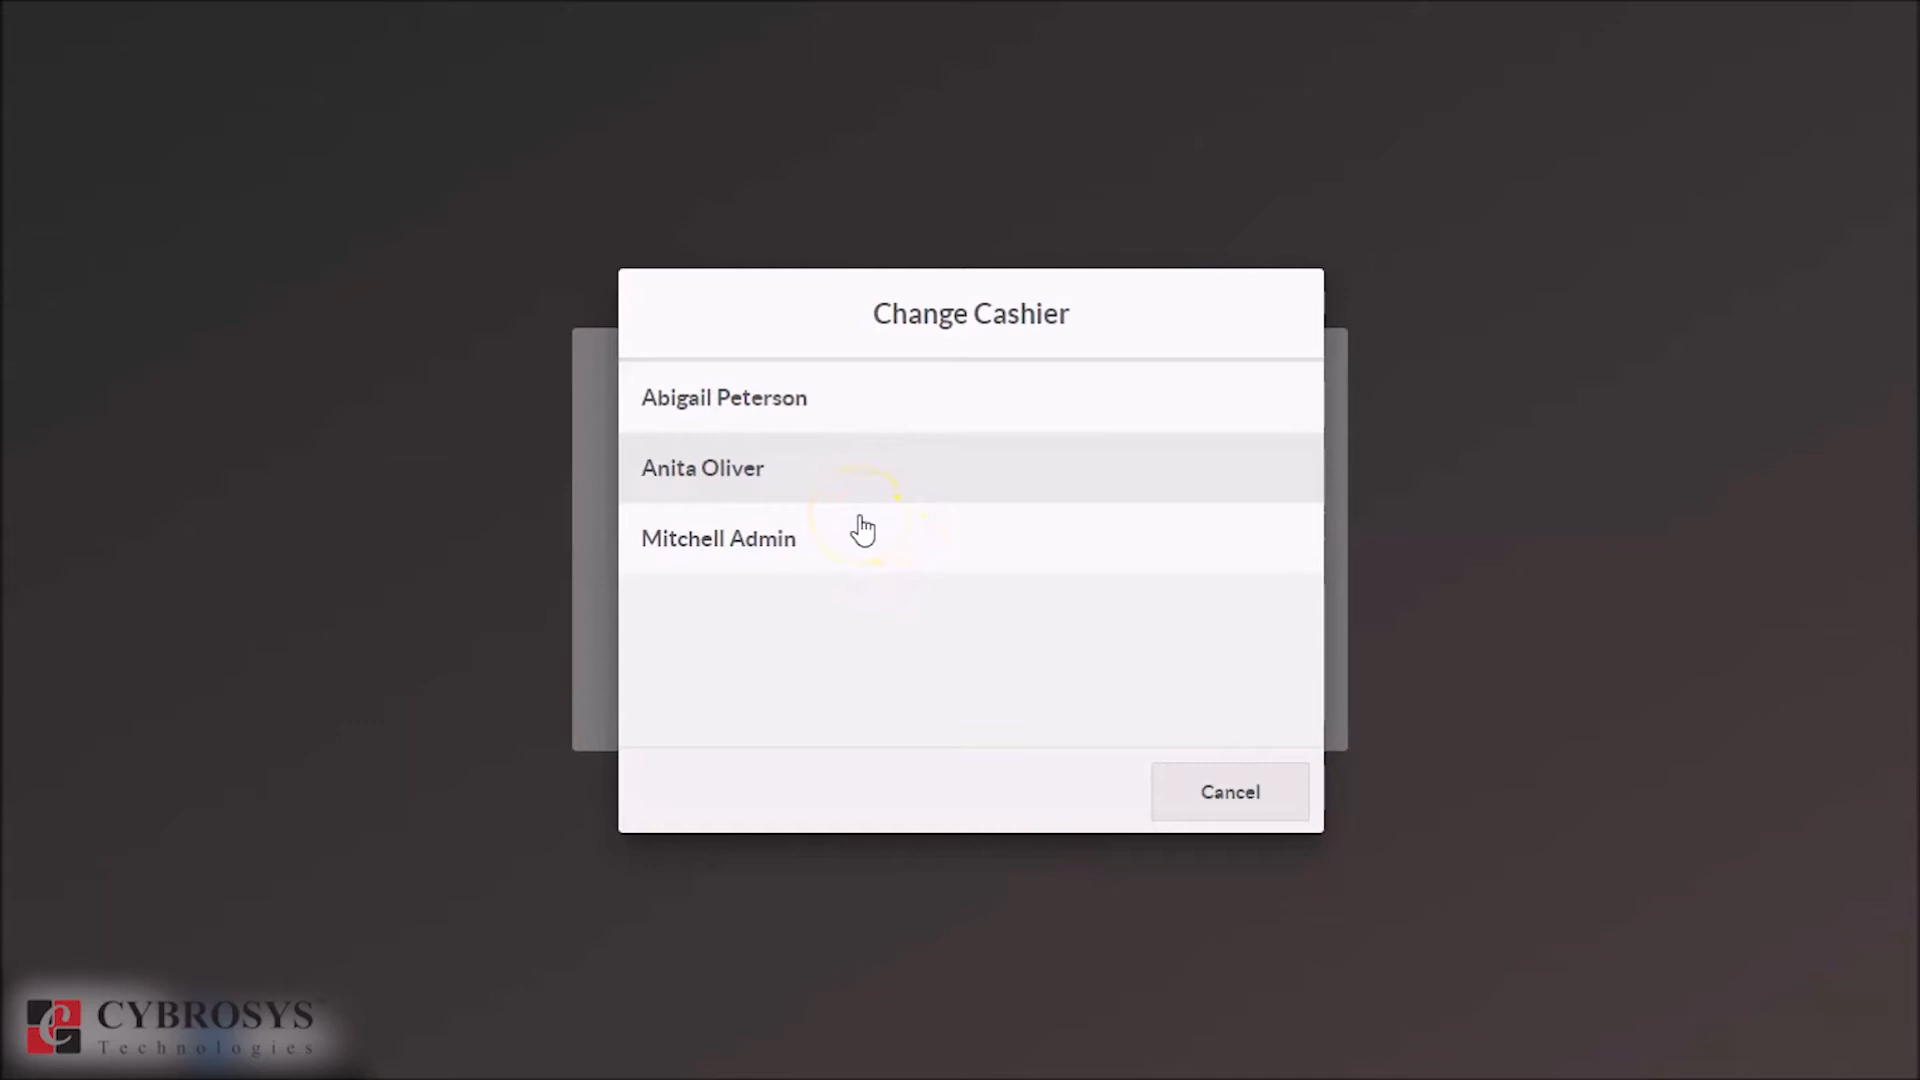 Change Cashier
Abigail Peterson
Anita Oliver
Mitchell Admin
Cancel
CYBROSYS
Technologies